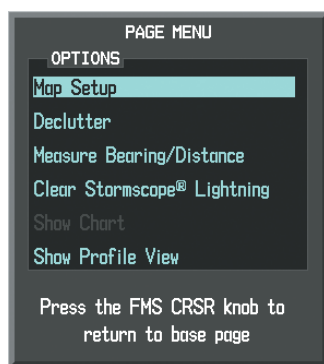 PAGE MENU
OPTIONS
Map Setup
Declutter
Measure Bearing/Distance
Clear Stormscope® Lightning
Show Chart
Show Profile View
Press the FMS CRSR knob to
return to base page